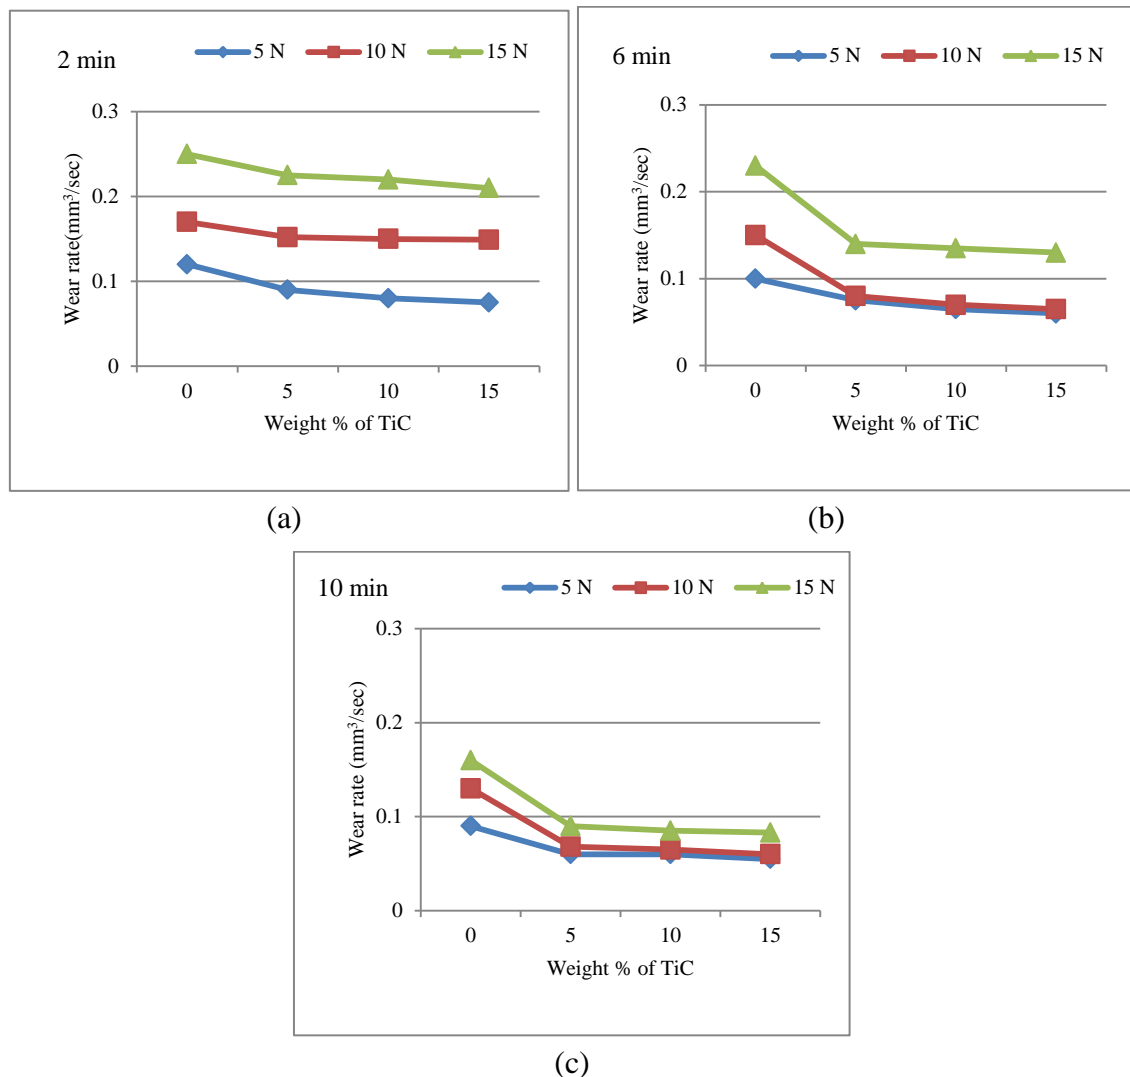 2 min
5 N 10 N 15 N
0.3
0.2
0.1
0
Wear rate(mm³/sec)
0 5 10 15
Weight % of TiC
(a)
6 min
5 N 10 N 15 N
0.3
0.2
0.1
0
Wear rate (mm³/sec)
0 5 10 15
Weight % of TiC
(b)
10 min
5 N 10 N 15 N
0.3
0.2
0.1
0
Wear rate (mm³/sec)
0 5 10 15
Weight % of TiC
(c)